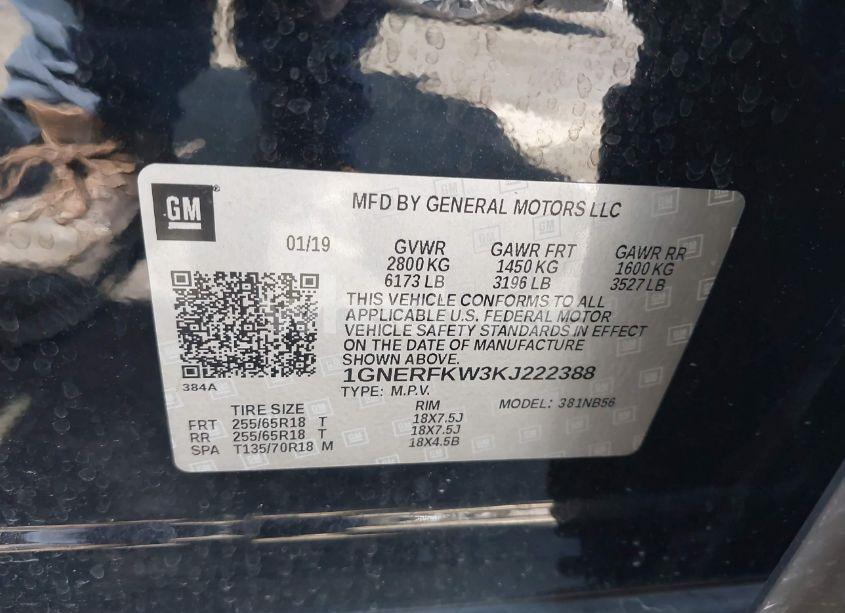 GM
MFD BY GENERAL MOTORS LLC
01/19 GVWR GAWR FRT GAWR RR
2800 KG 1450 KG 1600 KG
6173 LB 3196 LB 3527 LB
THIS VEHICLE CONFORMS TO ALL
APPLICABLE U.S. FEDERAL MOTOR
VEHICLE SAFETY STANDARDS IN EFFECT
ON THE DATE OF MANUFACTURE
SHOWN ABOVE.
384A
1GNERFKW3KJ222388
TYPE: M.P.V. MODEL: 381NB56
TIRE SIZE RIM
FRT 255/65R18 T 18X7.5J
RR 255/65R18 T 18X7.5J
SPA T135/70R18 M 18X4.5B